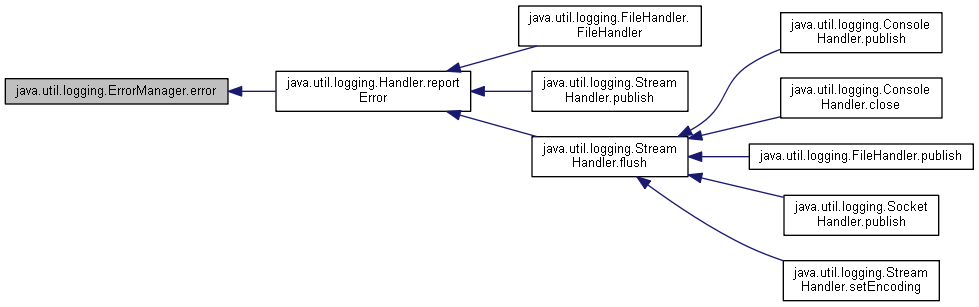 java.util.logging.ErrorManager.error
java.util.logging.Handler.report
Error
java.util.logging.FileHandler.
FileHandler
java.util.logging.Stream
Handler.publish
java.util.logging.Stream
Handler.flush
java.util.logging.Console
Handler.publish
java.util.logging.Console
Handler.close
java.util.logging.FileHandler.publish
java.util.logging.Socket
Handler.publish
java.util.logging.Stream
Handler.setEncoding